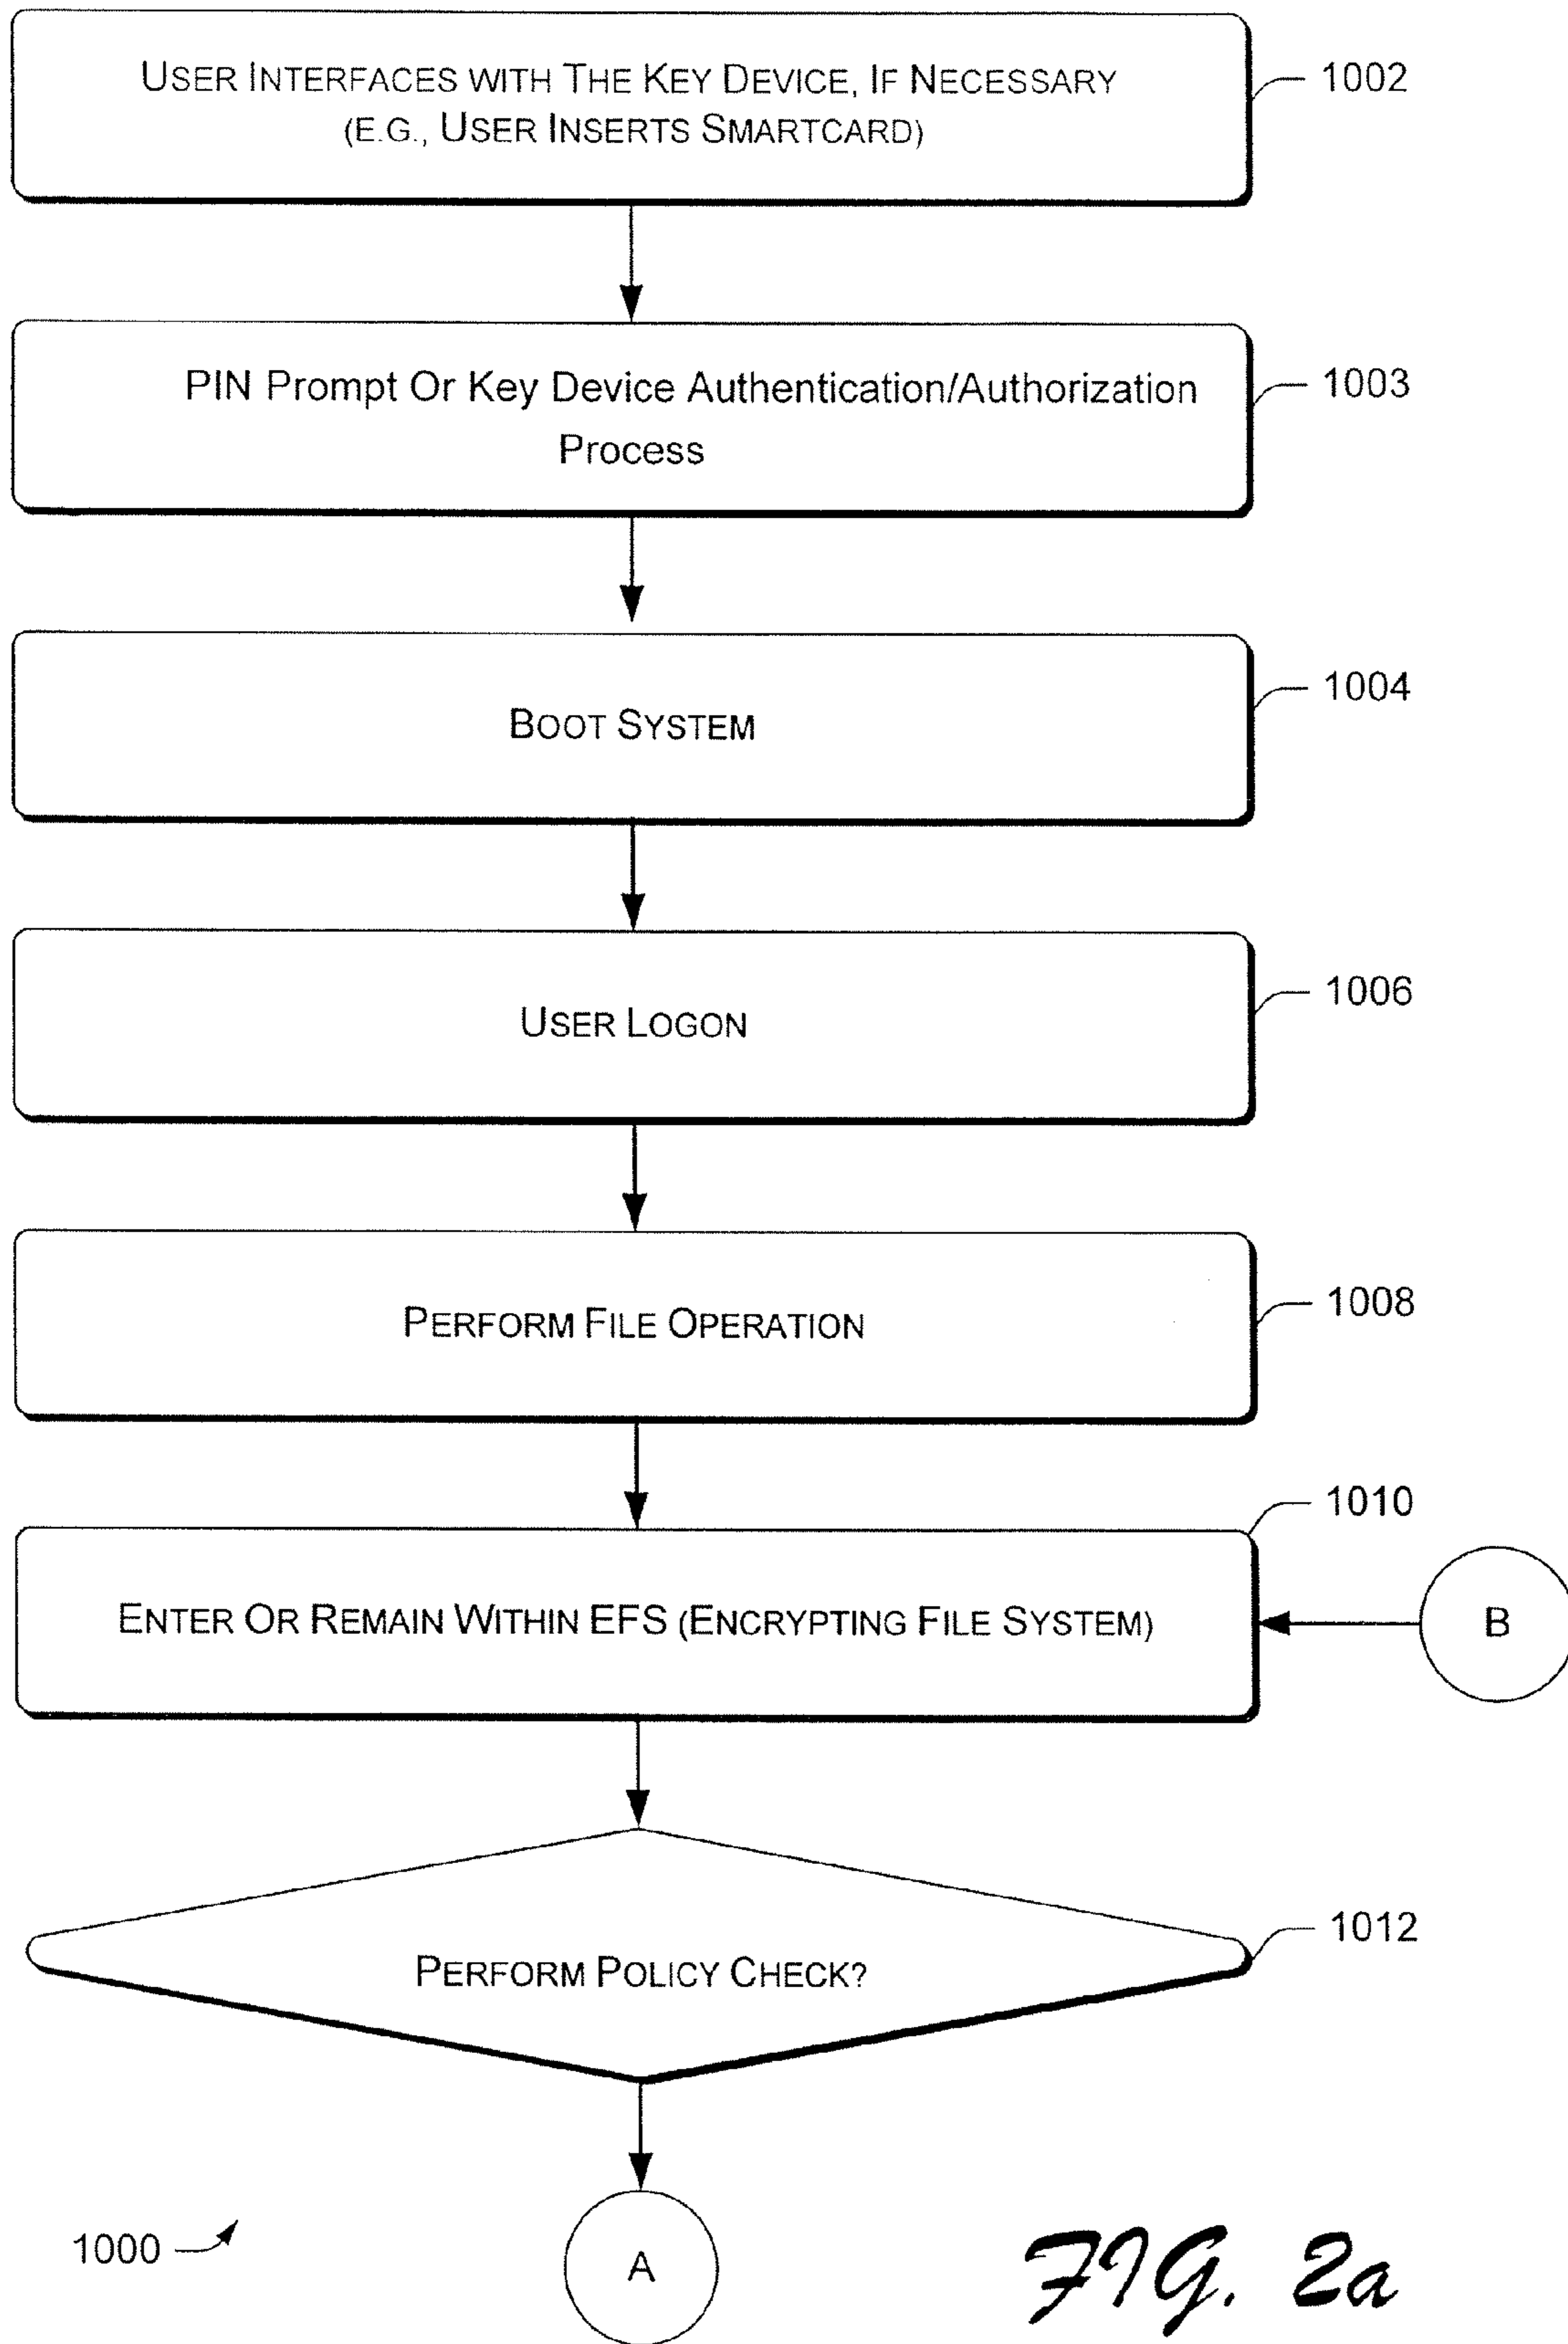 USER INTERFACES WITH THE KEY DEVICE, IF NECESSARY
(E.G., USER INSERTS SMARTCARD)
1002
PIN Prompt Or Key Device Authentication/Authorization
Process
1003
BOOT SYSTEM
1004
USER LOGON
1006
PERFORM FILE OPERATION
1008
1010
ENTER OR REMAIN WITHIN EFS (ENCRYPTING FILE SYSTEM)
B
PERFORM POLICY CHECK?
1012
1000
A
FIG. 2a